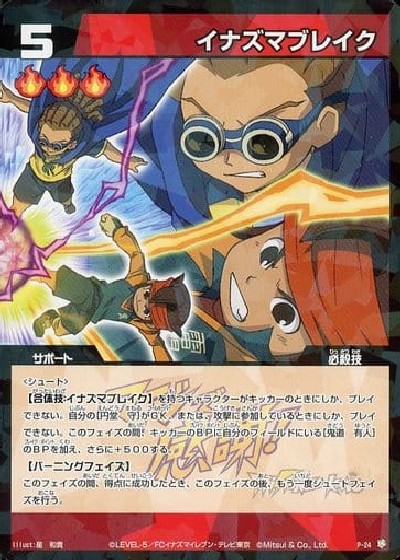 5
イナズマブレイク
サポート
必殺技
<シュート>
【合体技:イナズマブレイク】を持つキャラクターがキッカーのときにしか、プレイ
できない。自分の【円堂 守】がGK、または、攻撃に参加しているときにしか、プレイ
できない。このフェイズの間!キッカーのBPに自分のフィールドにいる【鬼道 有人】
のBPを加え、さらに+500する。
【バーニングフェイズ】
このフェイズの間、得点に成功したとき、このフェイズの後、もう一度シュートフェイ
ズを行う。
Illust:星 和貴
©LEVEL-5/FCイナズマイレブン・テレビ東京
©Mitsui & Co., Ltd.
P-24